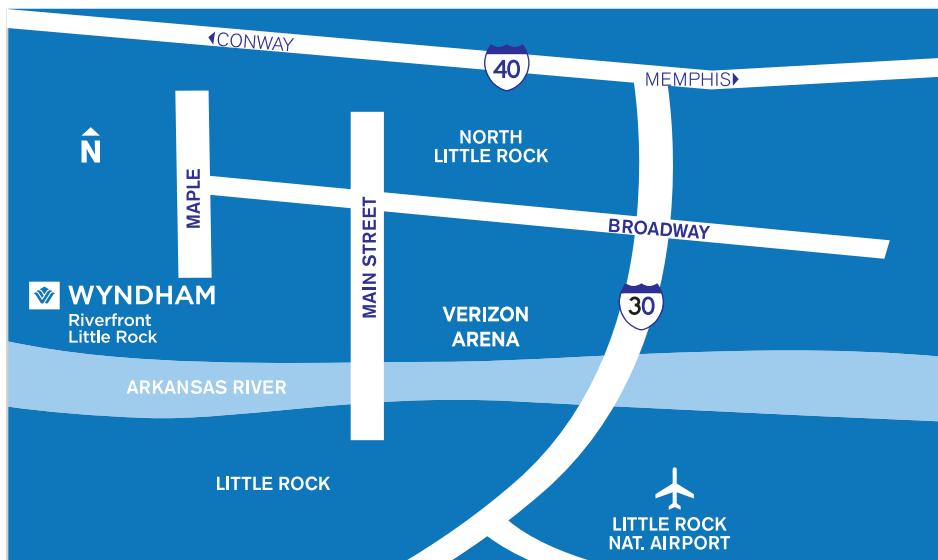 CONWAY
40
MEMPHIS
N
NORTH
LITTLE ROCK
MAPLE
MAIN STREET
BROADWAY
WYNDHAM
Riverfront
Little Rock
30
VERIZON
ARENA
ARKANSAS RIVER
LITTLE ROCK
LITTLE ROCK
NAT. AIRPORT